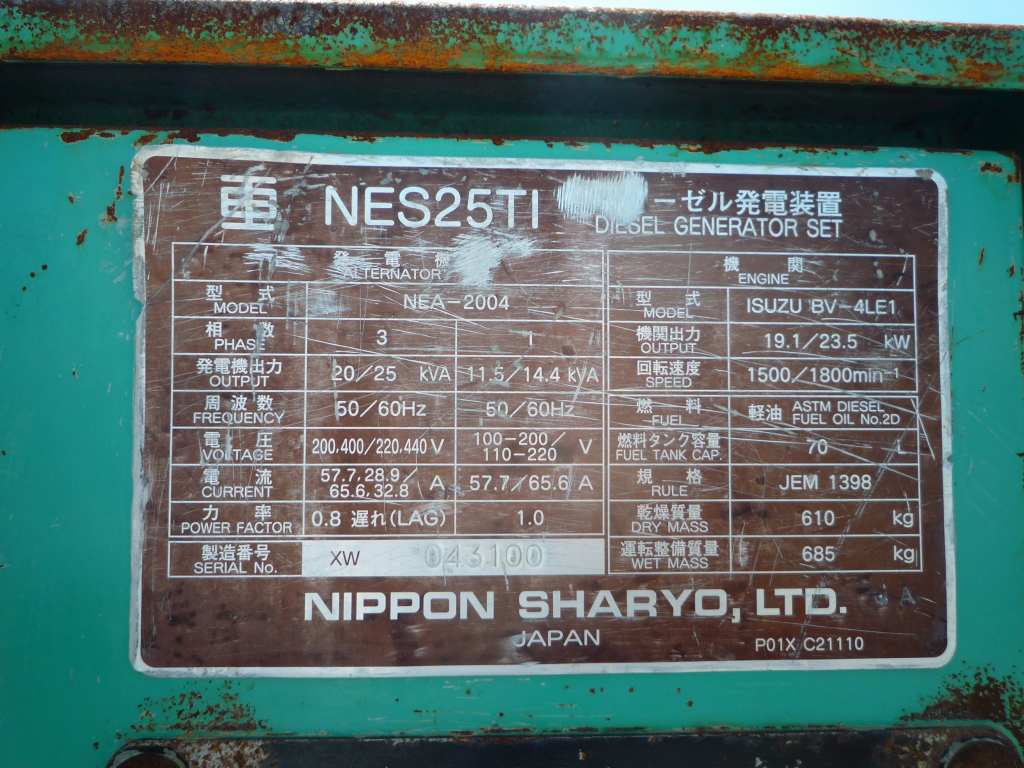 NES25TI
ーゼル発電装置
DIESEL GENERATOR SET
発電機
ALTERNATOR
型式 MODEL NEA-2004
相数 PHASE 3 1
発電機出力 OUTPUT 20/25 kVA 11.5/14.4 kVA
周波数 FREQUENCY 50/60Hz 50/60Hz
電圧 VOLTAGE 200,400/220,440 V 100-200/110-220 V
電流 CURRENT 57.7,28.9/65.6,32.8 A 57.7/65.6 A
力率 POWER FACTOR 0.8 遅れ(LAG) 1.0
製造番号 SERIAL No. XW 043100
機関
ENGINE
型式 MODEL ISUZU BV-4LE1
機関出力 OUTPUT 19.1/23.5 kW
回転速度 SPEED 1500/1800min⁻¹
燃料 FUEL 軽油 ASTM DIESEL FUEL OIL No.2D
燃料タンク容量 FUEL TANK CAP. 70 L
規格 RULE JEM 1398
乾燥質量 DRY MASS 610 kg
運転整備質量 WET MASS 685 kg
NIPPON SHARYO, LTD.
JAPAN
P01X C21110